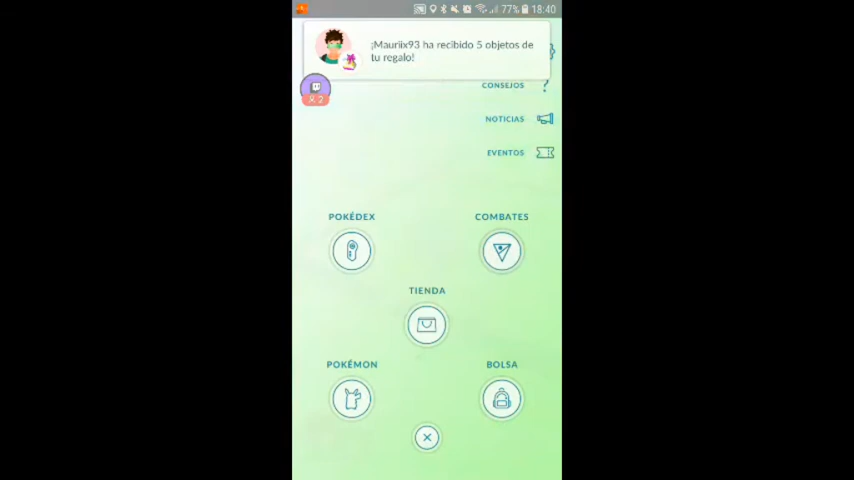 77% 18:40
¡Mauriix93 ha recibido 5 objetos de
tu regalo!
2
CONSEJOS ?
NOTICIAS
EVENTOS
POKÉDEX
COMBATES
TIENDA
POKÉMON
BOLSA